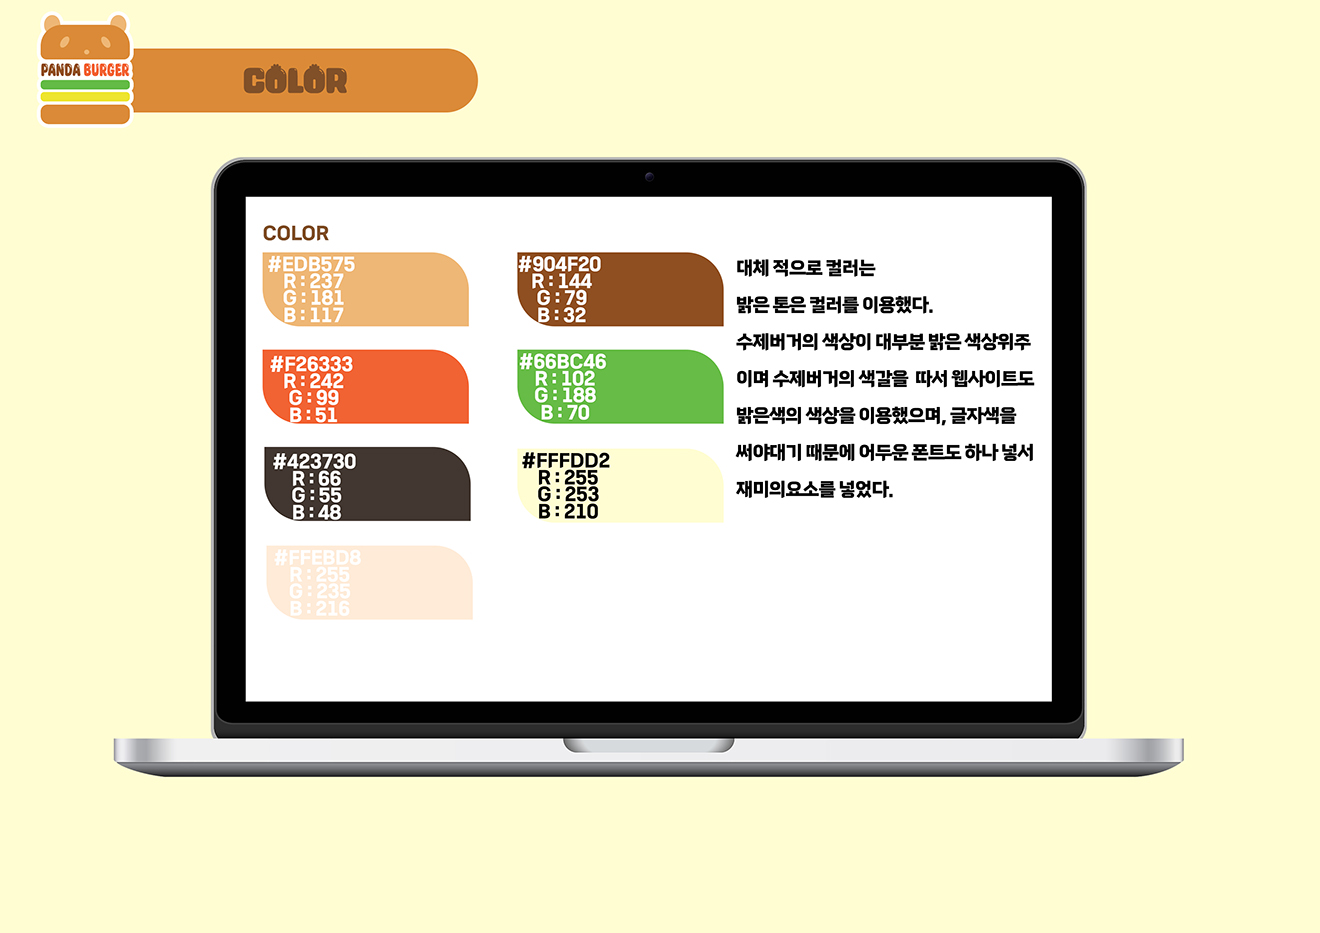 PANDA BURGER
COLOR
COLOR
#EDB575
R : 237
G : 181
B : 117
#904F20
R : 144
G : 79
B : 32
#F26333
R : 242
G : 99
B : 51
#66BC46
R : 102
G : 188
B : 70
#423730
R : 66
G : 55
B : 48
#FFFDD2
R : 255
G : 253
B : 210
#FFEBD8
R : 255
G : 235
B : 216
대체 적으로 컬러는
밝은 톤은 컬러를 이용했다.
수제버거의 색상이 대부분 밝은 색상위주
이며 수제버거의 색갈을 따서 웹사이트도
밝은색의 색상을 이용했으며, 글자색을
써야대기 때문에 어두운 폰트도 하나 넣서
재미의요소를 넣었다.